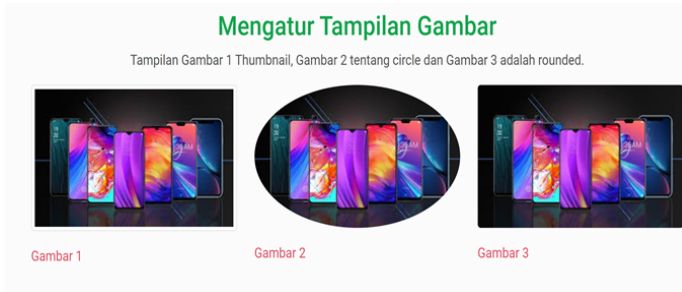 Mengatur Tampilan Gambar
Tampilan Gambar 1 Thumbnail, Gambar 2 tentang circle dan Gambar 3 adalah rounded.
Gambar 1
Gambar 2
Gambar 3